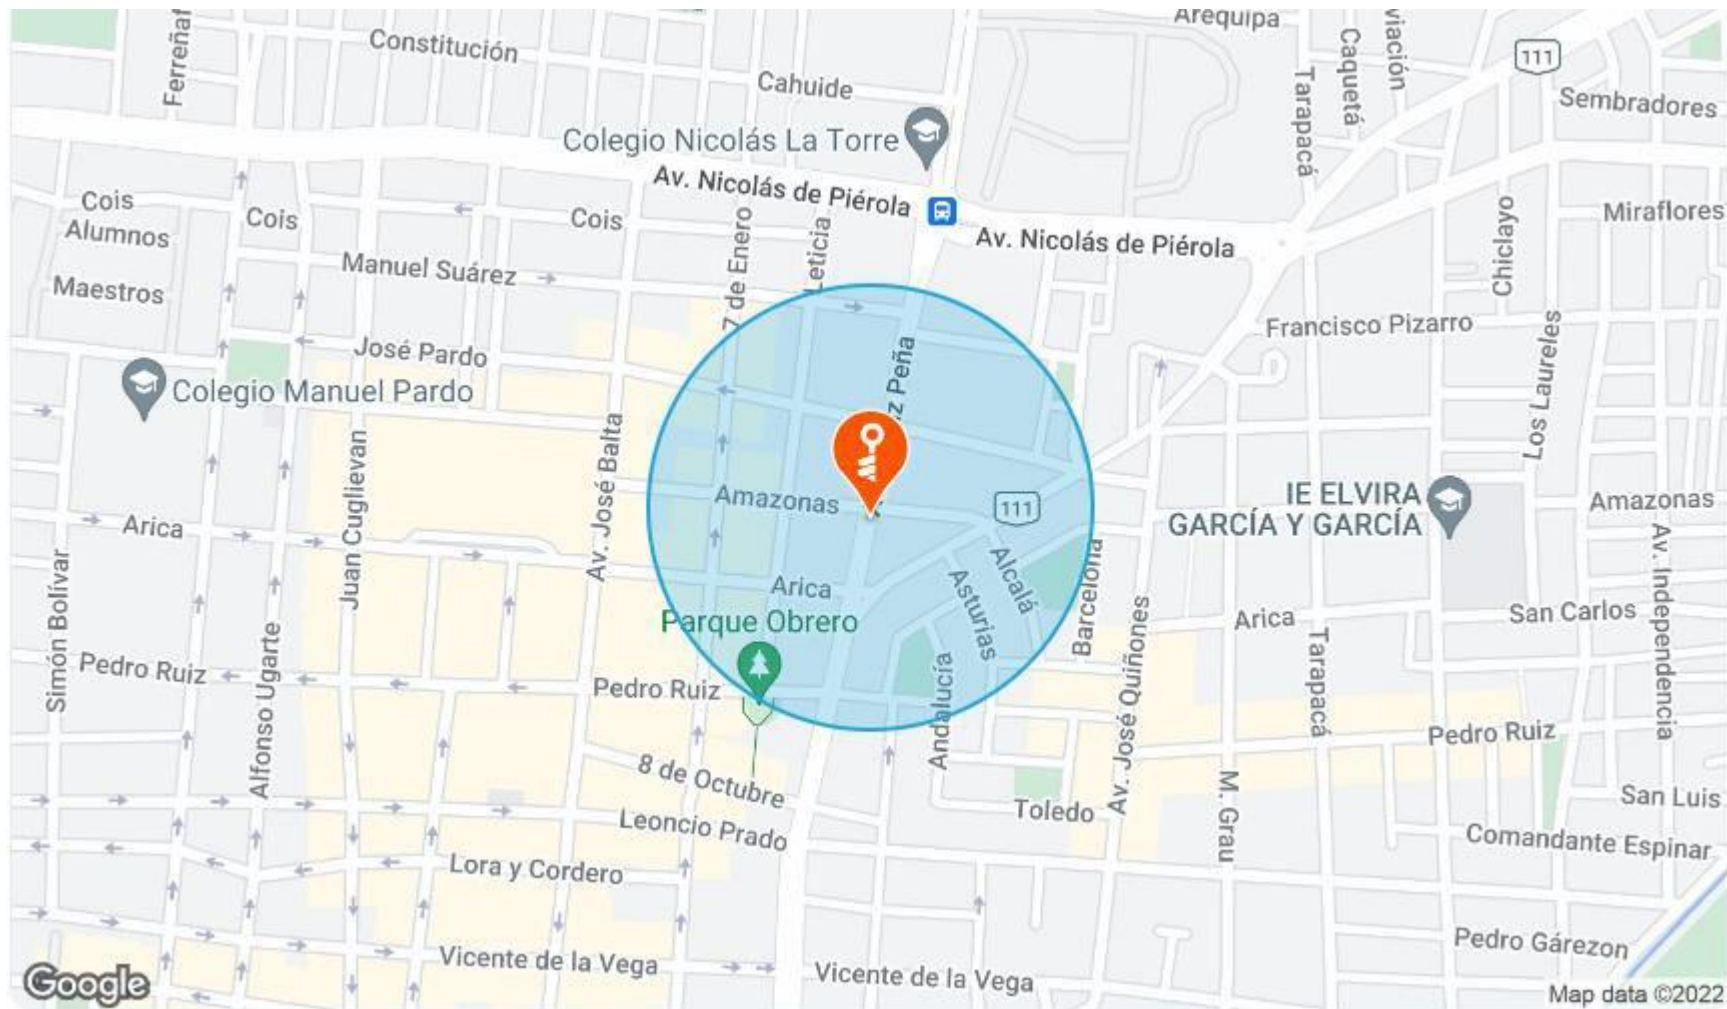 Arequipa
Constitución
Ferreñaf
Cahuide
Caquetá
viación
111
Tarapacá
Sembradores
Colegio Nicolás La Torre
Av. Nicolás de Piérola
Cois
Alumnos
Cois
Cois
Miraflores
Av. Nicolás de Piérola
Chiclayo
Leticia
7 de Enero
Manuel Suárez
Maestros
Francisco Pizarro
José Pardo
z Peña
Colegio Manuel Pardo
Los Laureles
Av. José Balta
Juan Cuglievan
Amazonas
111
IE ELVIRA
GARCÍA Y GARCÍA
Amazonas
Arica
Simón Bolívar
Alcalá
Asturias
Arica
Barcelona
Av. Independencia
Parque Obrero
Arica
San Carlos
Alfonso Ugarte
Av. José Quiñones
Tarapacá
Pedro Ruiz
Pedro Ruiz
Andalucía
Pedro Ruiz
8 de Octubre
M. Grau
San Luis
Toledo
Leoncio Prado
Comandante Espinar
Lora y Cordero
Pedro Gárezon
Vicente de la Vega
Vicente de la Vega
Google
Map data ©2022